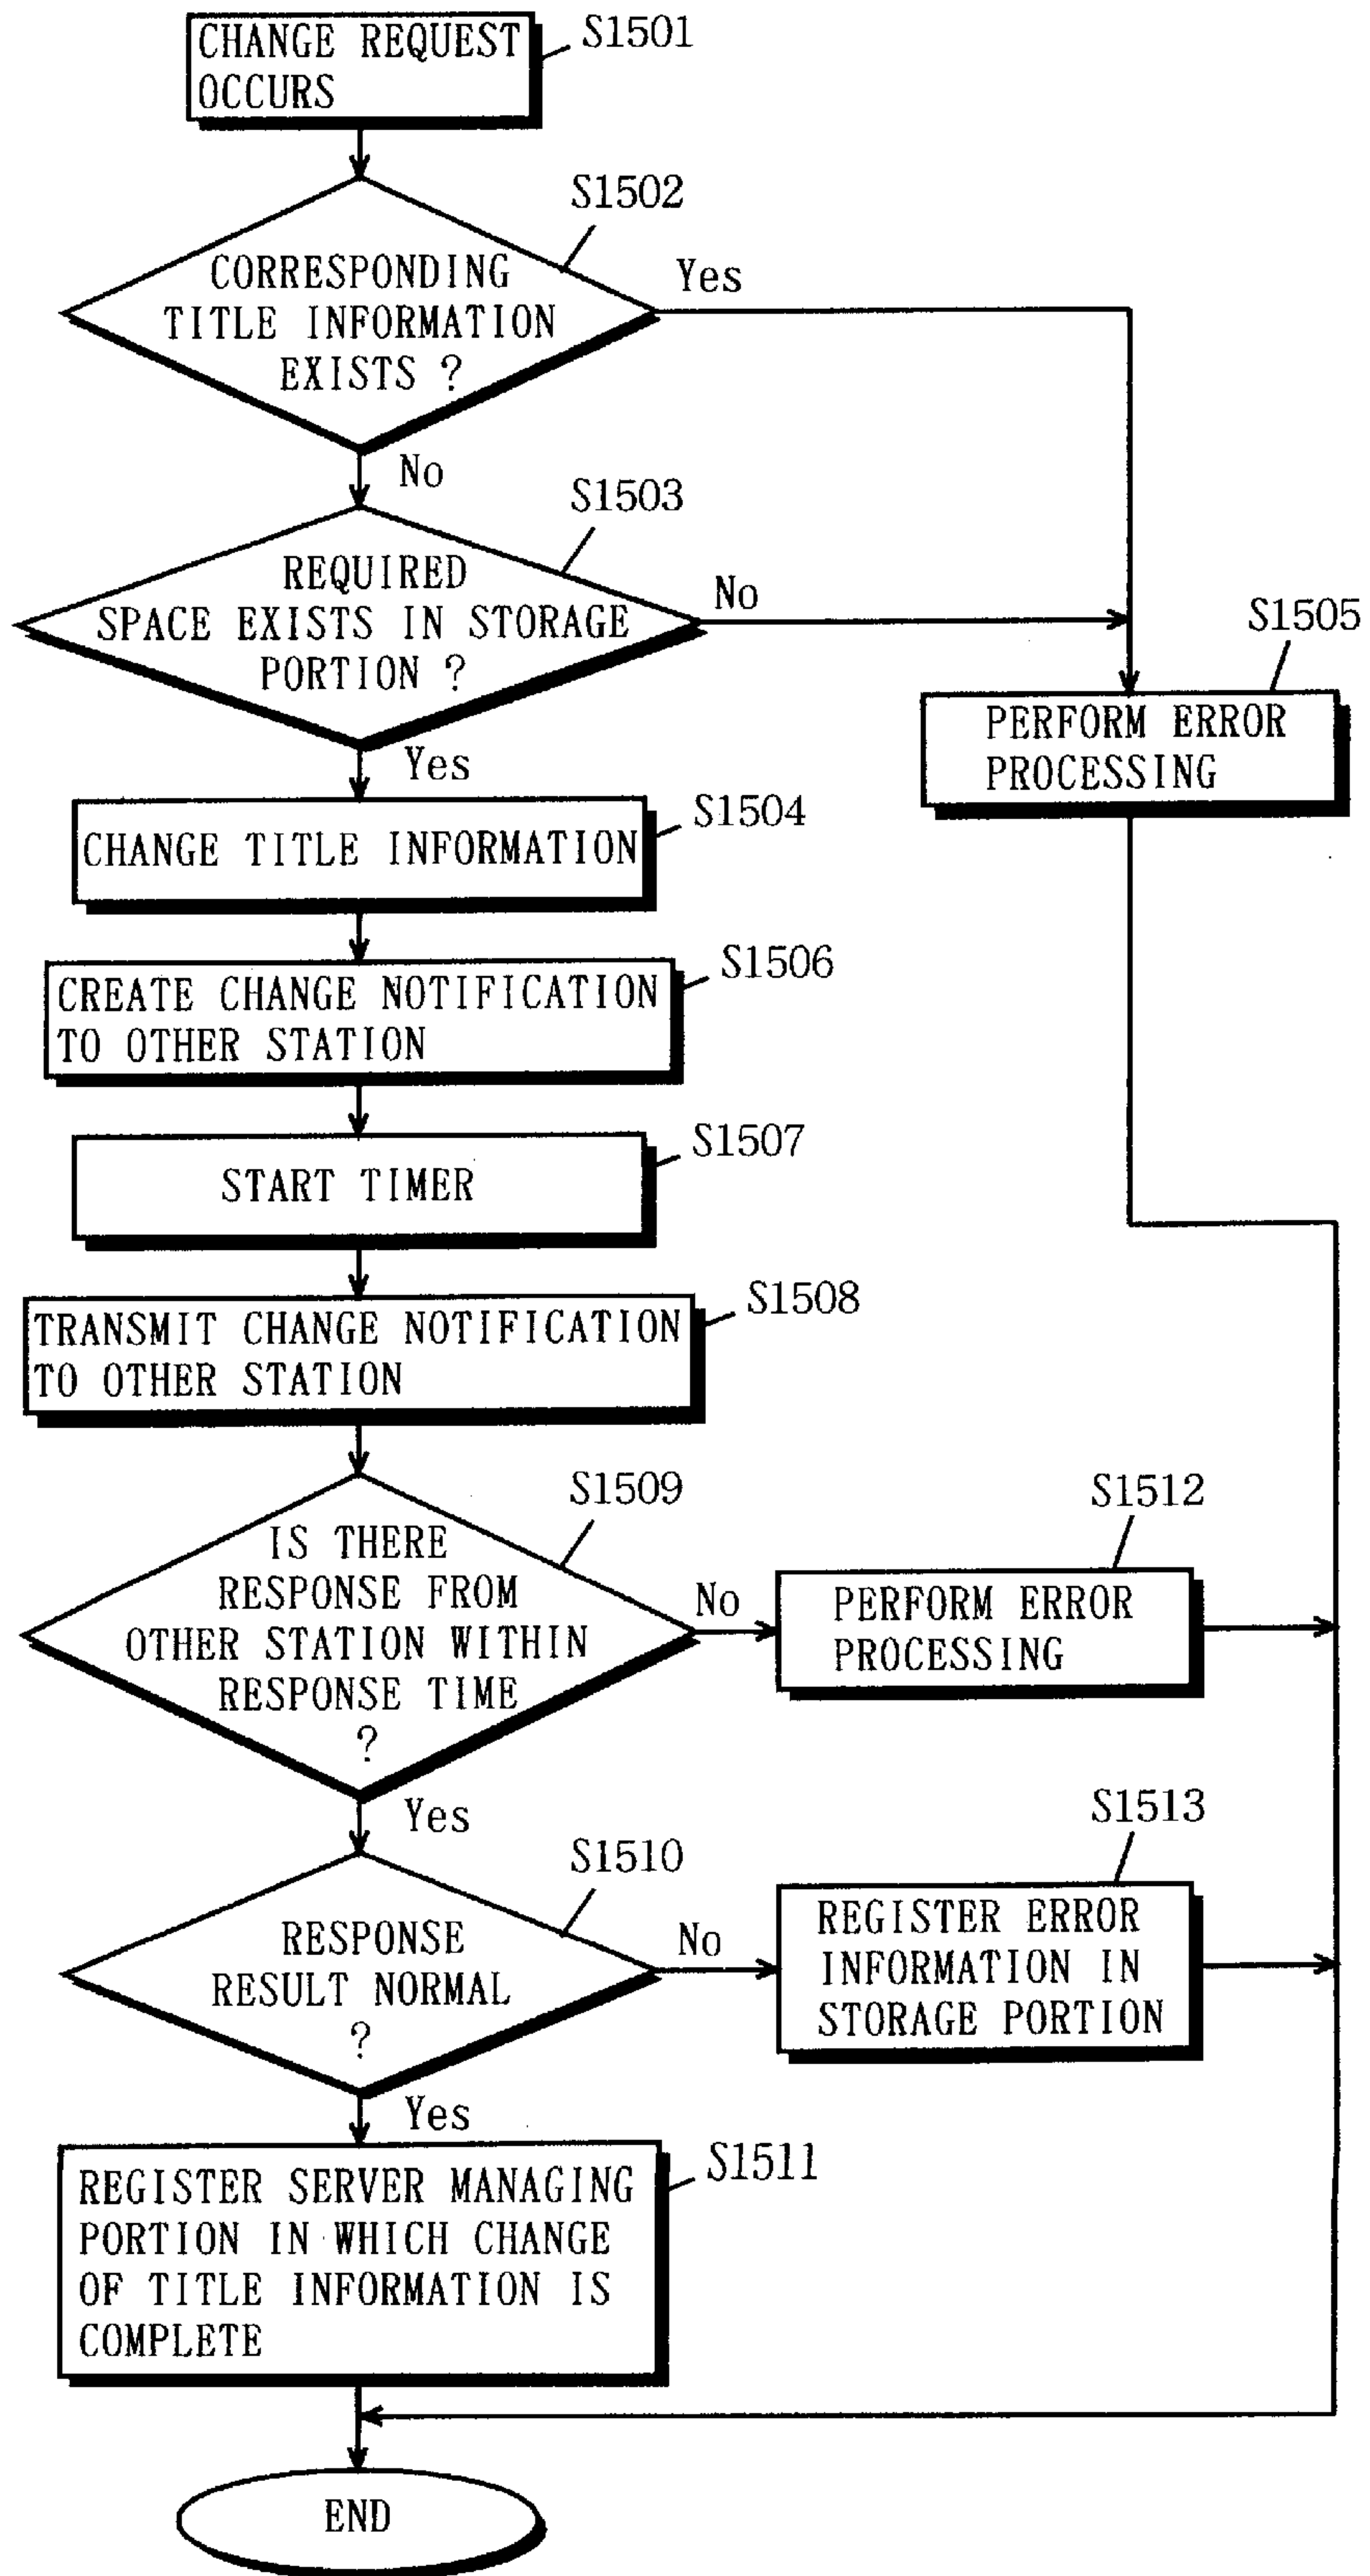 CHANGE REQUEST
OCCURS
S1501
S1502
CORRESPONDING
TITLE INFORMATION
EXISTS ?
Yes
No
S1503
REQUIRED
SPACE EXISTS IN STORAGE
PORTION ?
No
Yes
S1505
PERFORM ERROR
PROCESSING
S1504
CHANGE TITLE INFORMATION
S1506
CREATE CHANGE NOTIFICATION
TO OTHER STATION
S1507
START TIMER
S1508
TRANSMIT CHANGE NOTIFICATION
TO OTHER STATION
S1509
IS THERE
RESPONSE FROM
OTHER STATION WITHIN
RESPONSE TIME
?
No
Yes
S1512
PERFORM ERROR
PROCESSING
S1510
RESPONSE
RESULT NORMAL
?
No
Yes
S1513
REGISTER ERROR
INFORMATION IN
STORAGE PORTION
S1511
REGISTER SERVER MANAGING
PORTION IN WHICH CHANGE
OF TITLE INFORMATION IS
COMPLETE
END